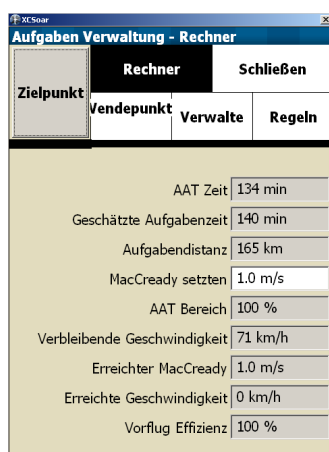 XCSoar
Aufgaben Verwaltung - Rechner
Zielpunkt
Rechner
Schließen
Wendepunkt
Verwalte
Regeln
AAT Zeit 134 min
Geschätzte Aufgabenzeit 140 min
Aufgabendistanz 165 km
MacCready setzten 1.0 m/s
AAT Bereich 100 %
Verbleibende Geschwindigkeit 71 km/h
Erreichter MacCready 1.0 m/s
Erreichte Geschwindigkeit 0 km/h
Vorflug Effizienz 100 %